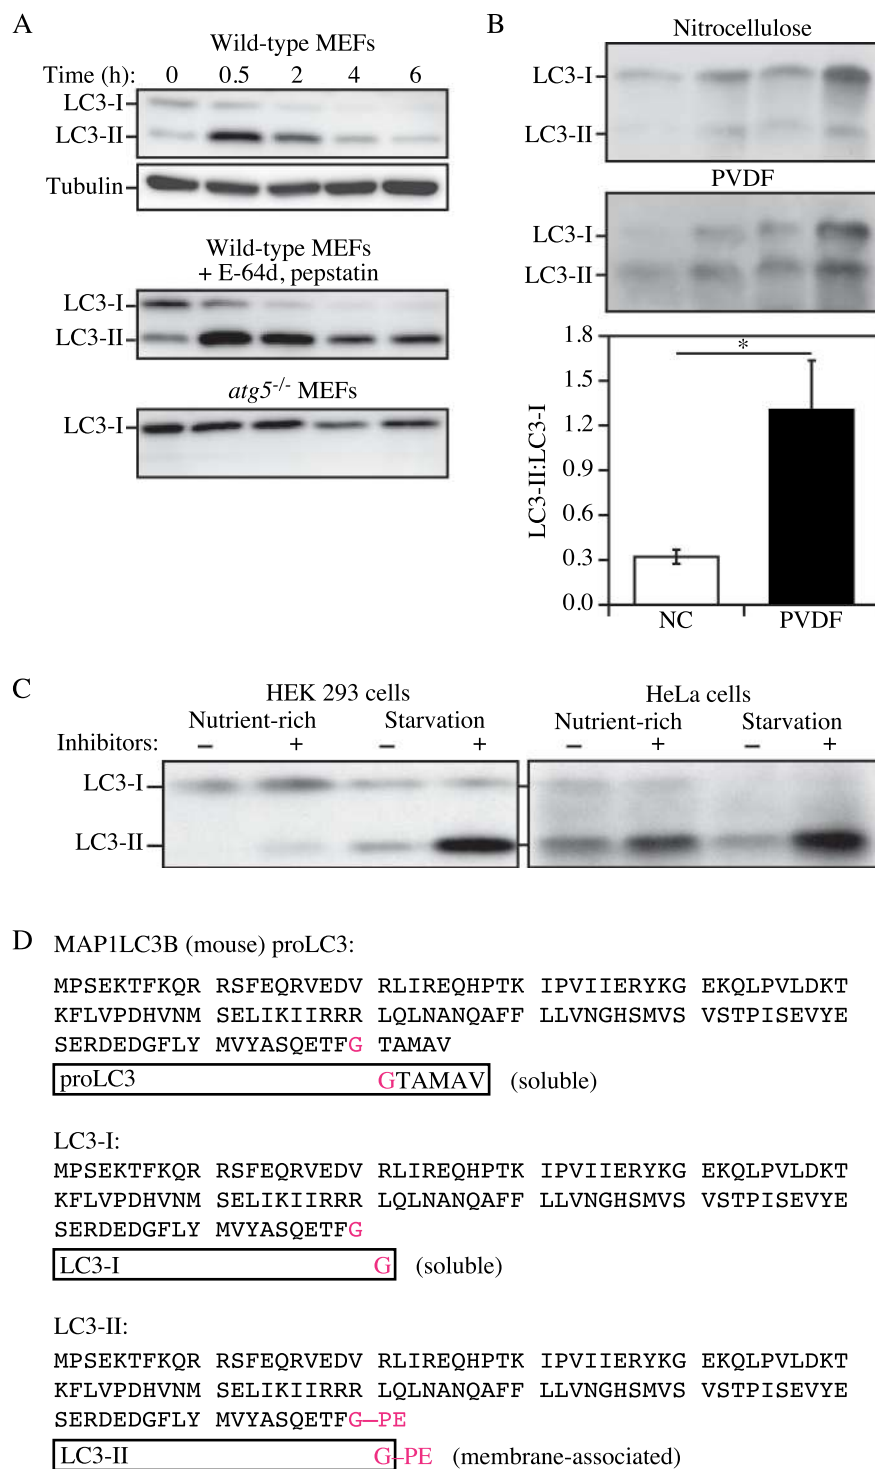 A
Wild-type MEFs
Time (h): 0 0.5 2 4 6
LC3-I
LC3-II
Tubulin
Wild-type MEFs
+ E-64d, pepstatin
LC3-I
LC3-II
atg5-/- MEFs
LC3-I
B
Nitrocellulose
LC3-I
LC3-II
PVDF
LC3-I
LC3-II
1.8
*
1.5
1.2
0.9
0.6
0.3
0.0
LC3-II:LC3-I
NC PVDF
C
HEK 293 cells HeLa cells
Nutrient-rich Starvation Nutrient-rich Starvation
Inhibitors: – + – + – + – +
LC3-I
LC3-II
D
MAP1LC3B (mouse) proLC3:
MPSEKTFKQR RSFEQRVEDV RLIREQHPTK IPVIIERYKG EKQLPVLDKT
KFLVPDHVNM SELIKIIRRR LQLNANQAFF LLVNGHSMVS VSTPISEVYE
SERDEDGFLY MVYASQETFG TAMAV
proLC3 GTAMAV (soluble)
LC3-I:
MPSEKTFKQR RSFEQRVEDV RLIREQHPTK IPVIIERYKG EKQLPVLDKT
KFLVPDHVNM SELIKIIRRR LQLNANQAFF LLVNGHSMVS VSTPISEVYE
SERDEDGFLY MVYASQETFG
LC3-I G (soluble)
LC3-II:
MPSEKTFKQR RSFEQRVEDV RLIREQHPTK IPVIIERYKG EKQLPVLDKT
KFLVPDHVNM SELIKIIRRR LQLNANQAFF LLVNGHSMVS VSTPISEVYE
SERDEDGFLY MVYASQETFG–PE
LC3-II G–PE (membrane-associated)